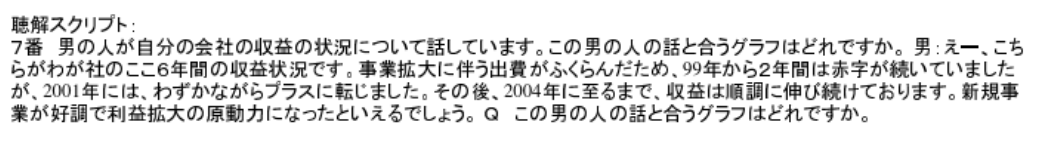 聴解スクリプト：
７番　男の人が自分の会社の収益の状況について話しています。この男の人の話と合うグラフはどれですか。 男：えー、こち
らがわが社のここ６年間の収益状況です。事業拡大に伴う出費がふくらんだため、99年から２年間は赤字が続いていました
が、2001年には、わずかながらプラスに転じました。その後、2004年に至るまで、収益は順調に伸び続けております。新規事
業が好調で利益拡大の原動力になったといえるでしょう。 Ｑ　この男の人の話と合うグラフはどれですか。